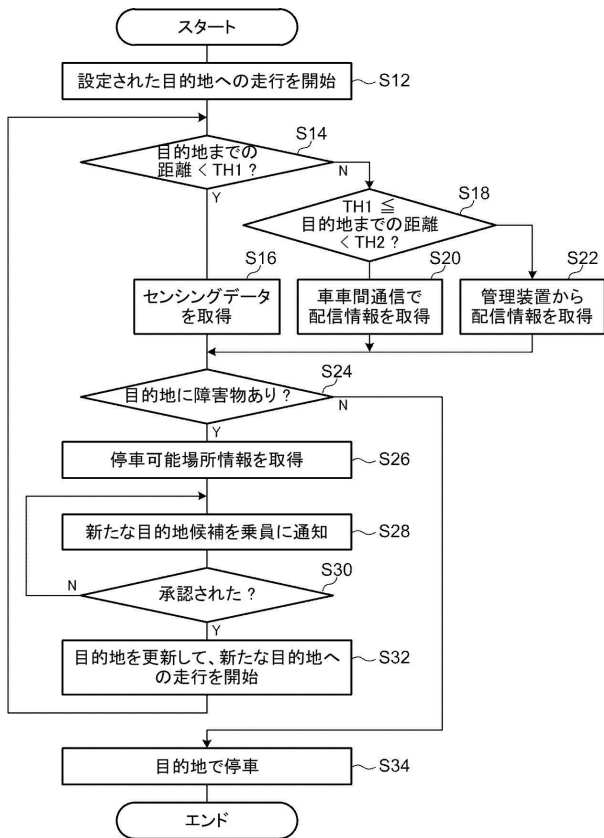 スタート
設定された目的地への走行を開始
S12
目的地までの
距離 < TH1 ?
S14
N
Y
TH1 ≦
目的地までの距離
< TH2 ?
S18
センシングデータ
を取得
S16
車車間通信で
配信情報を取得
S20
管理装置から
配信情報を取得
S22
目的地に障害物あり ?
S24
N
Y
停車可能場所情報を取得
S26
新たな目的地候補を乗員に通知
S28
承認された ?
S30
N
Y
目的地を更新して、新たな目的地へ
の走行を開始
S32
目的地で停車
S34
エンド